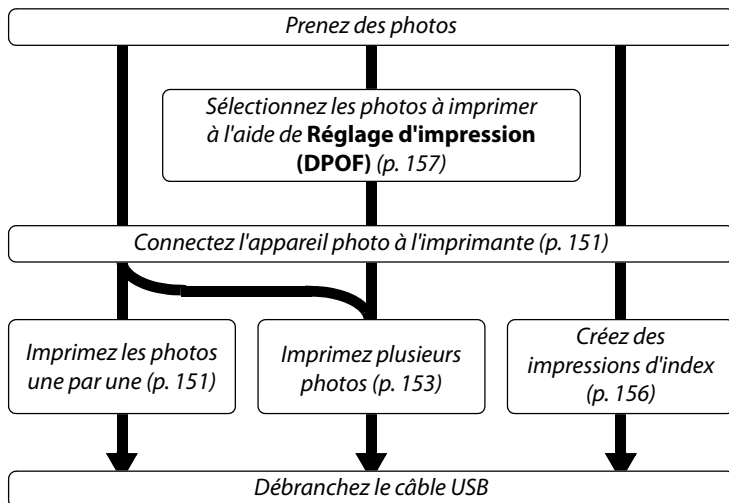 Prenez des photos
Sélectionnez les photos à imprimer
à l'aide de Réglage d'impression
(DPOF) (p. 157)
Connectez l'appareil photo à l'imprimante (p. 151)
Imprimez les photos
une par une (p. 151)
Imprimez plusieurs
photos (p. 153)
Créez des
impressions d'index
(p. 156)
Débranchez le câble USB